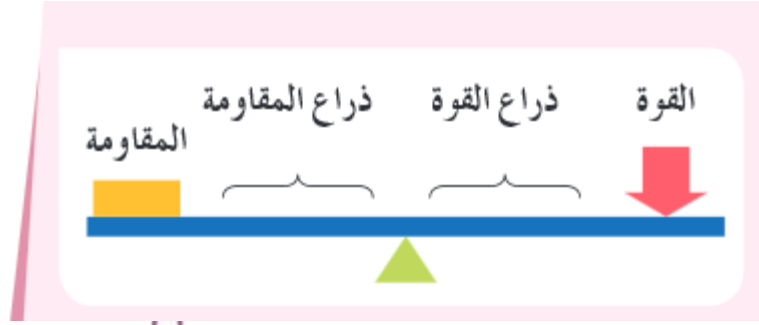 القوة
ذراع القوة
ذراع المقاومة
المقاومة